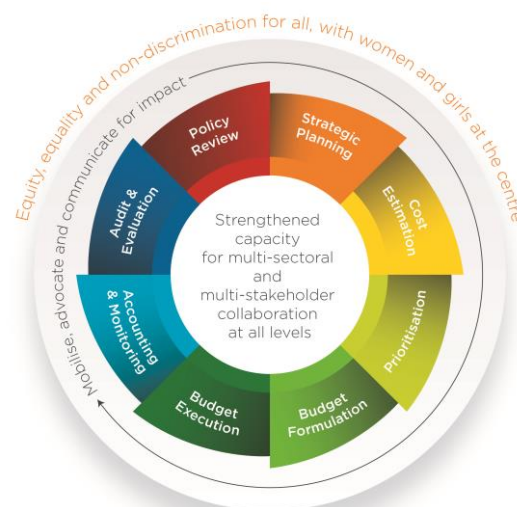 Equity, equality and non-discrimination for all, with women and girls at the centre
Mobilise, advocate and communicate for impact
Policy
Review
Strategic
Planning
Cost
Estimation
Prioritisation
Budget
Formulation
Budget
Execution
Accounting
& Monitoring
Audit &
Evaluation
Strengthened
capacity
for multi-sectoral
and
multi-stakeholder
collaboration
at all levels